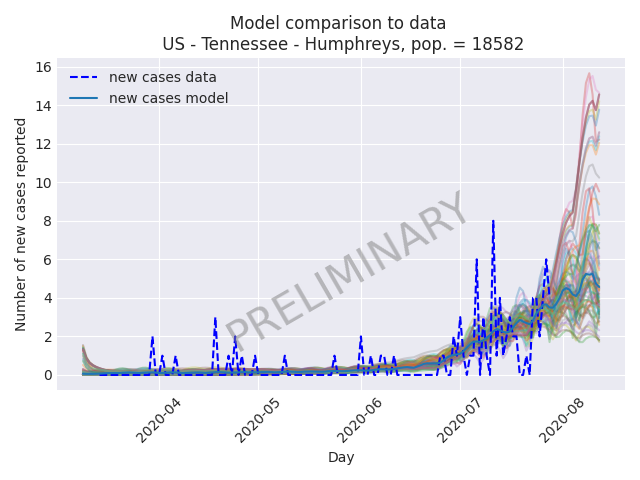 Model comparison to data
US - Tennessee - Humphreys, pop. = 18582
new cases data
new cases model
PRELIMINARY
Number of new cases reported
16
14
12
10
8
6
4
2
0
2020-04
2020-05
2020-06
2020-07
2020-08
Day